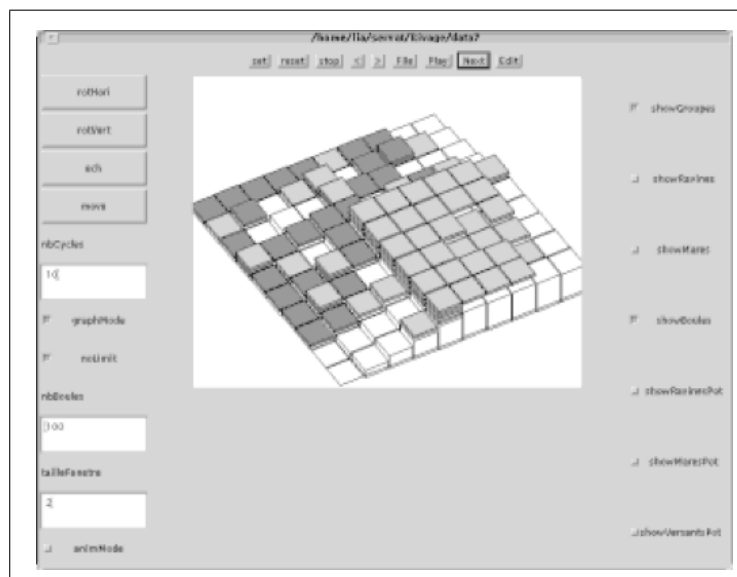 /home/lia/servat/Rivage/data7
set reset stop < > File Play Next Edit
rotHori
rotVert
ech
move
nbCycles
10
graphMode
noLimit
nbBoules
100
tailleFenetre
2
animMode
showGroupes
showRavines
showMares
showBoules
showRavinesPot
showMaresPot
showVersantsPot